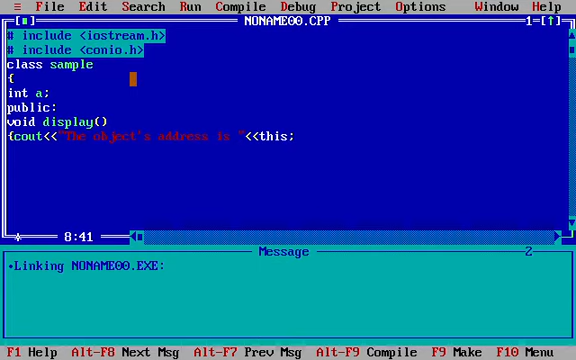 ≡ File Edit Search Run Compile Debug Project Options Window Help
[■] NONAME00.CPP 1=[↑]
# include <iostream.h>
# include <conio.h>
class sample
{
int a;
public:
void display()
{cout<<"The object's address is "<<this;
8:41
Message 2
•Linking NONAME00.EXE:
F1 Help Alt-F8 Next Msg Alt-F7 Prev Msg Alt-F9 Compile F9 Make F10 Menu